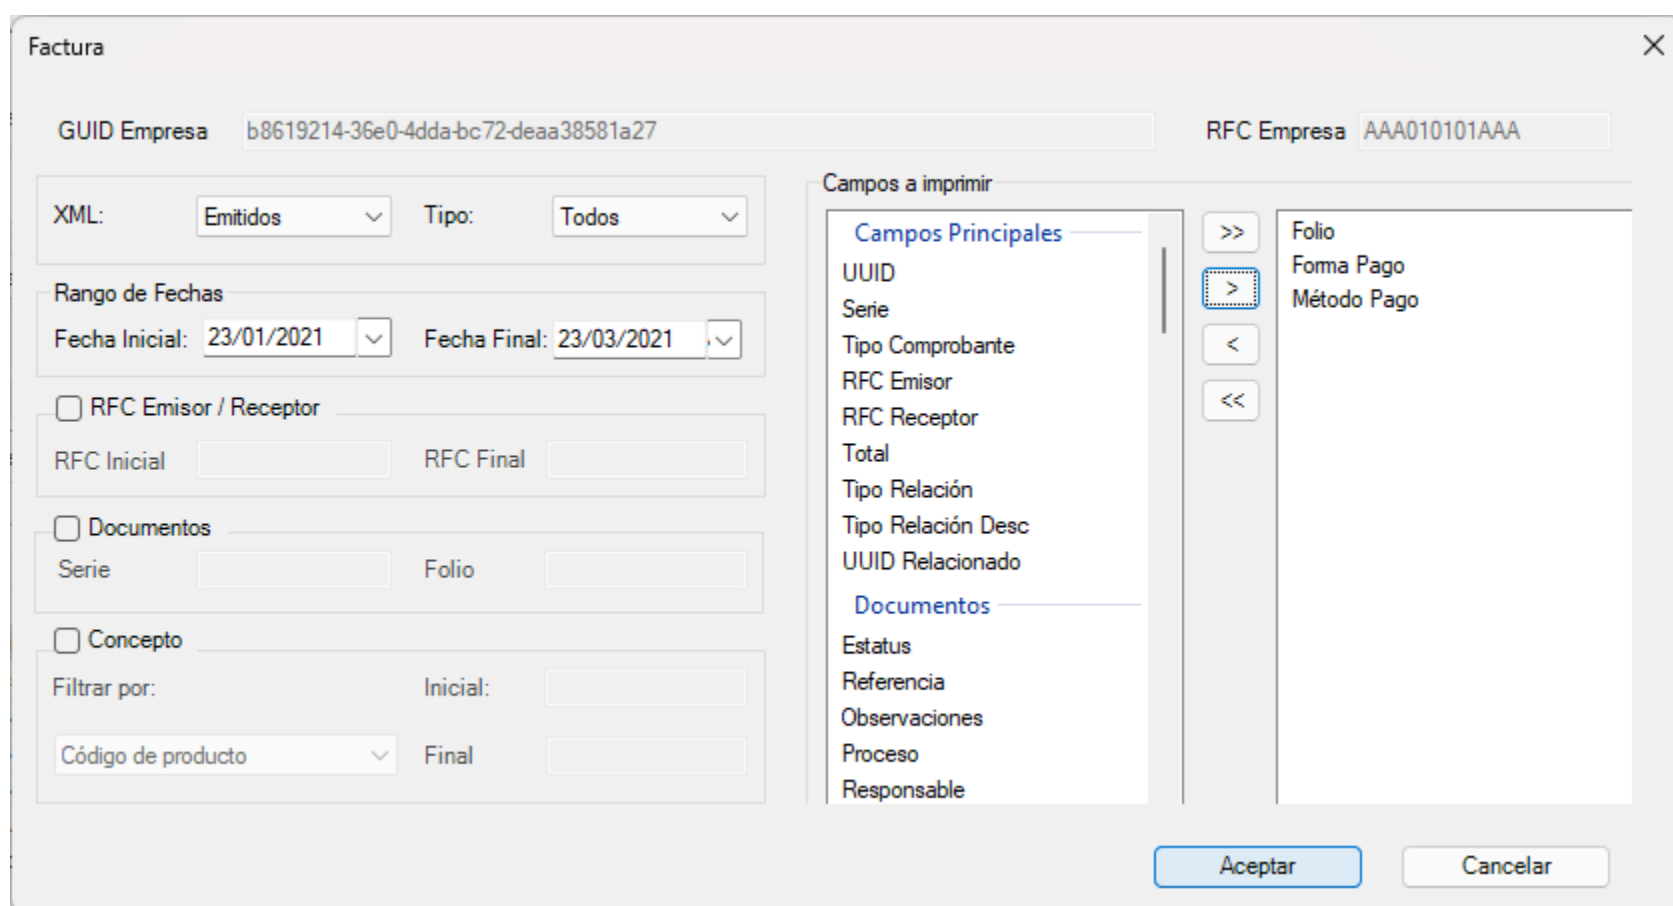 Factura
GUID Empresa b8619214-36e0-4dda-bc72-deaa38581a27 RFC Empresa AAA010101AAA
XML: Emitidos Tipo: Todos
Rango de Fechas
Fecha Inicial: 23/01/2021 Fecha Final: 23/03/2021
RFC Emisor / Receptor
RFC Inicial RFC Final
Documentos
Serie Folio
Concepto
Filtrar por: Inicial:
Código de producto Final
Campos a imprimir
Campos Principales
UUID
Serie
Tipo Comprobante
RFC Emisor
RFC Receptor
Total
Tipo Relación
Tipo Relación Desc
UUID Relacionado
Documentos
Estatus
Referencia
Observaciones
Proceso
Responsable
>>
>
<
<<
Folio
Forma Pago
Método Pago
Aceptar Cancelar